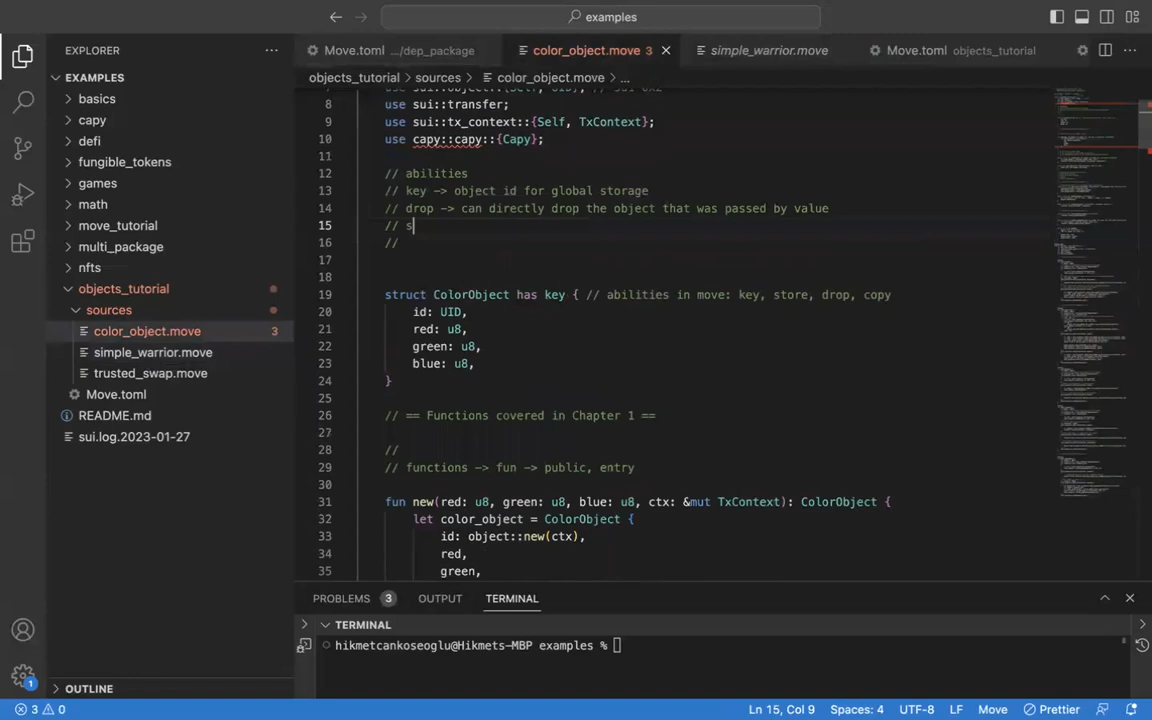 examples
EXPLORER
Move.toml .../dep_package
color_object.move 3
simple_warrior.move
Move.toml objects_tutorial
objects_tutorial > sources > color_object.move > ...
EXAMPLES
basics
capy
defi
fungible_tokens
games
math
move_tutorial
multi_package
nfts
objects_tutorial
sources
color_object.move 3
simple_warrior.move
trusted_swap.move
Move.toml
README.md
sui.log.2023-01-27
OUTLINE
8 use sui::transfer;
9 use sui::tx_context::{Self, TxContext};
10 use capy::capy::{Capy};
11
12 // abilities
13 // key -> object id for global storage
14 // drop -> can directly drop the object that was passed by value
15 // s
16 //
17
18
19 struct ColorObject has key { // abilities in move: key, store, drop, copy
20 id: UID,
21 red: u8,
22 green: u8,
23 blue: u8,
24 }
25
26 // == Functions covered in Chapter 1 ==
27
28 //
29 // functions -> fun -> public, entry
30
31 fun new(red: u8, green: u8, blue: u8, ctx: &mut TxContext): ColorObject {
32 let color_object = ColorObject {
33 id: object::new(ctx),
34 red,
35 green,
PROBLEMS 3 OUTPUT TERMINAL
TERMINAL
hikmetcankoseoglu@Hikmets-MBP examples %
1
3 0 Ln 15, Col 9 Spaces: 4 UTF-8 LF Move Prettier